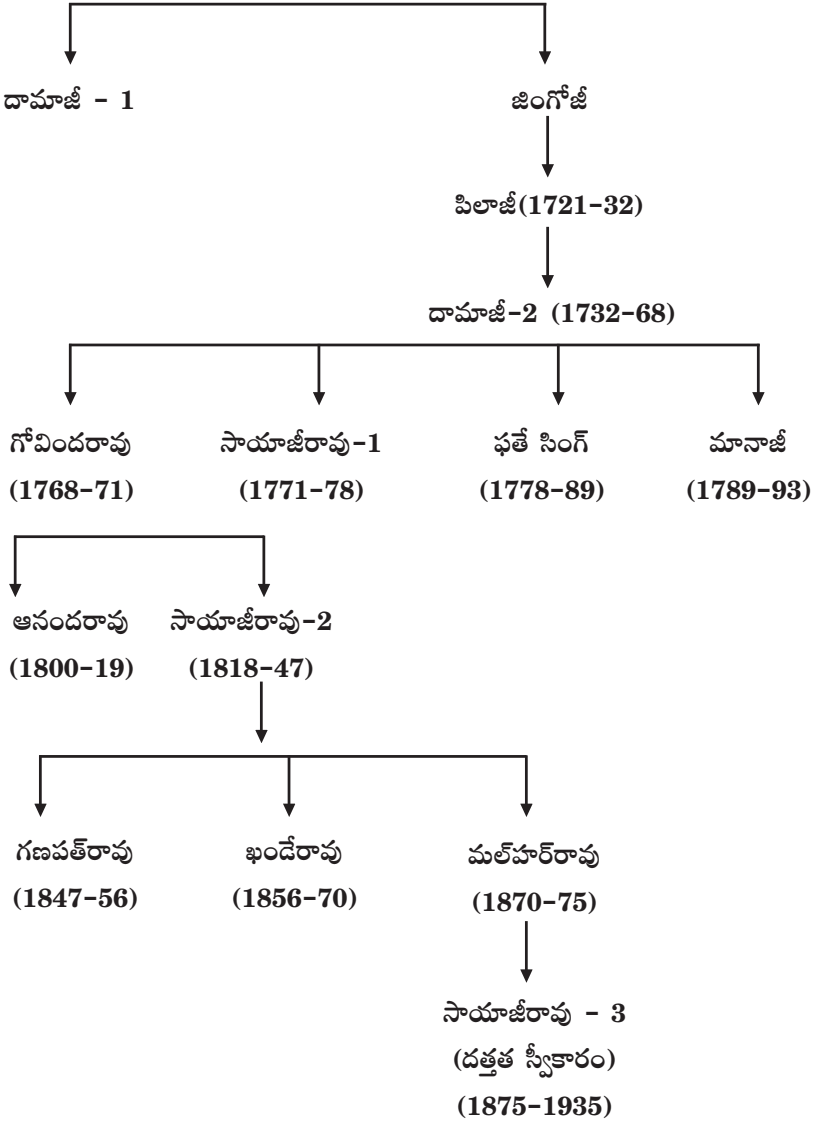 దామాజీ - 1 జింగోజీ
పిలాజీ(1721-32)
దామాజీ-2 (1732-68)
గోవిందరావు సాయాజీరావు-1 ఫతే సింగ్ మానాజీ
(1768-71) (1771-78) (1778-89) (1789-93)
ఆనందరావు సాయాజీరావు-2
(1800-19) (1818-47)
గణపత్‌రావు ఖండేరావు మల్‌హర్‌రావు
(1847-56) (1856-70) (1870-75)
సాయాజీరావు - 3
(దత్తత స్వీకారం)
(1875-1935)